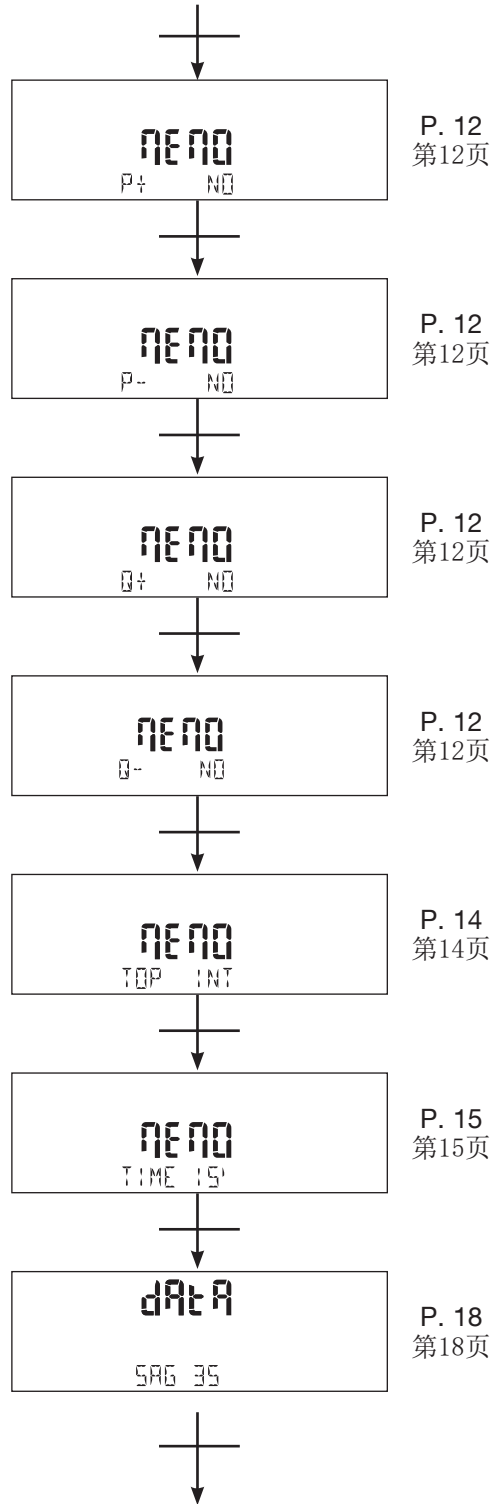 MEMO
P+ NO
P. 12
第12页
MEMO
P- NO
P. 12
第12页
MEMO
Q+ NO
P. 12
第12页
MEMO
Q- NO
P. 12
第12页
MEMO
TOP INT
P. 14
第14页
MEMO
TIME 15'
P. 15
第15页
dAtA
SAG 35
P. 18
第18页